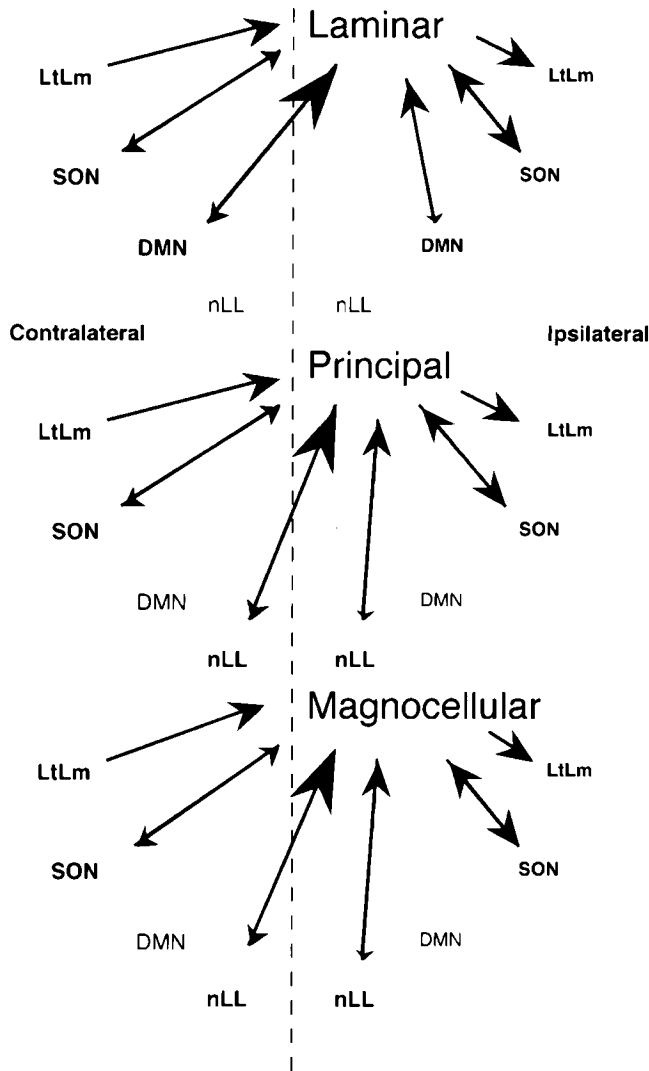 Laminar
LtLm LtLm
SON SON
DMN DMN
nLL nLL
Contralateral Ipsilateral
Principal
LtLm LtLm
SON SON
DMN DMN
nLL nLL
Magnocellular
LtLm LtLm
SON SON
DMN DMN
nLL nLL